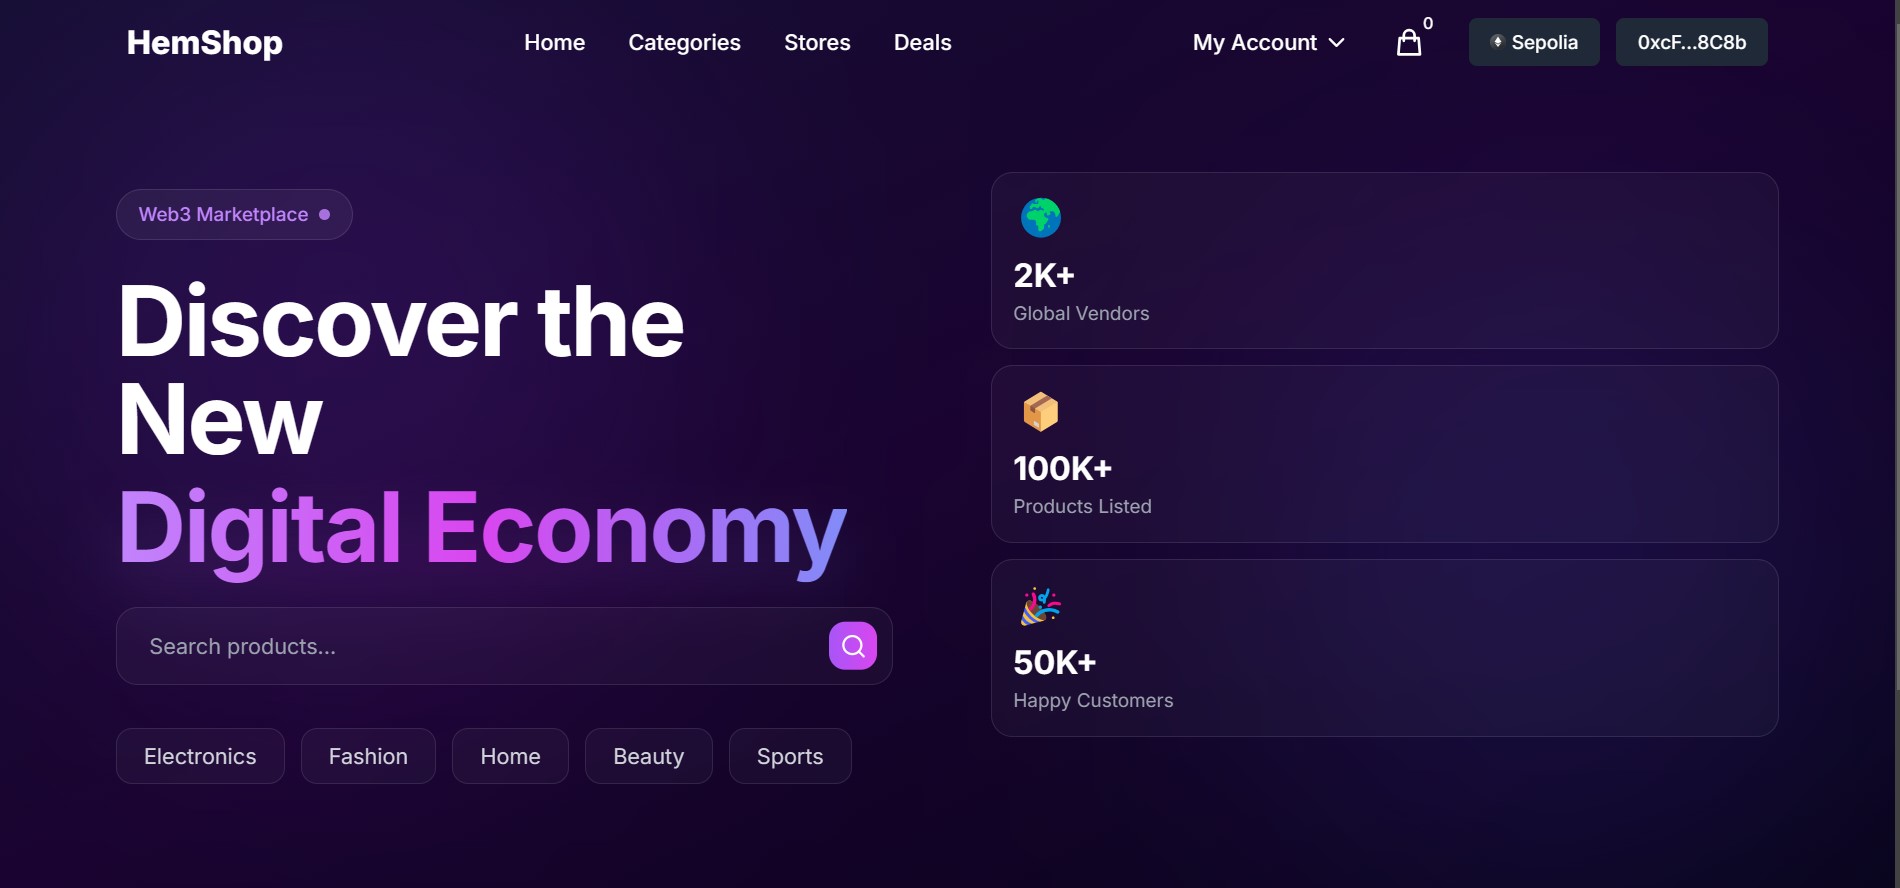 HemShop
Home
Categories
Stores
Deals
My Account
0
Sepolia
0xcF...8C8b
Web3 Marketplace
Discover the
New
Digital Economy
Search products...
Electronics
Fashion
Home
Beauty
Sports
2K+
Global Vendors
100K+
Products Listed
50K+
Happy Customers